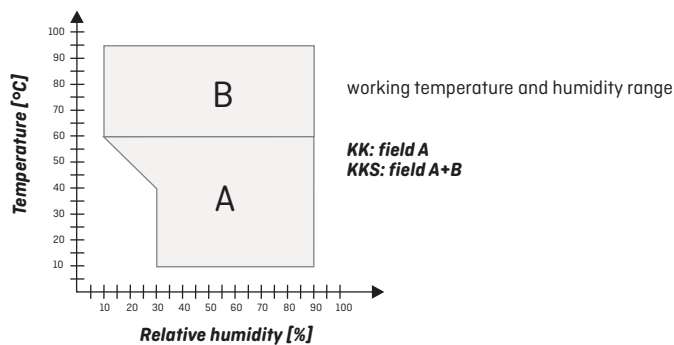 Temperature [°C]
100
90
80
70
60
50
40
30
20
10
B
A
10 20 30 40 50 60 70 80 90 100
Relative humidity [%]
working temperature and humidity range
KK: field A
KKS: field A+B